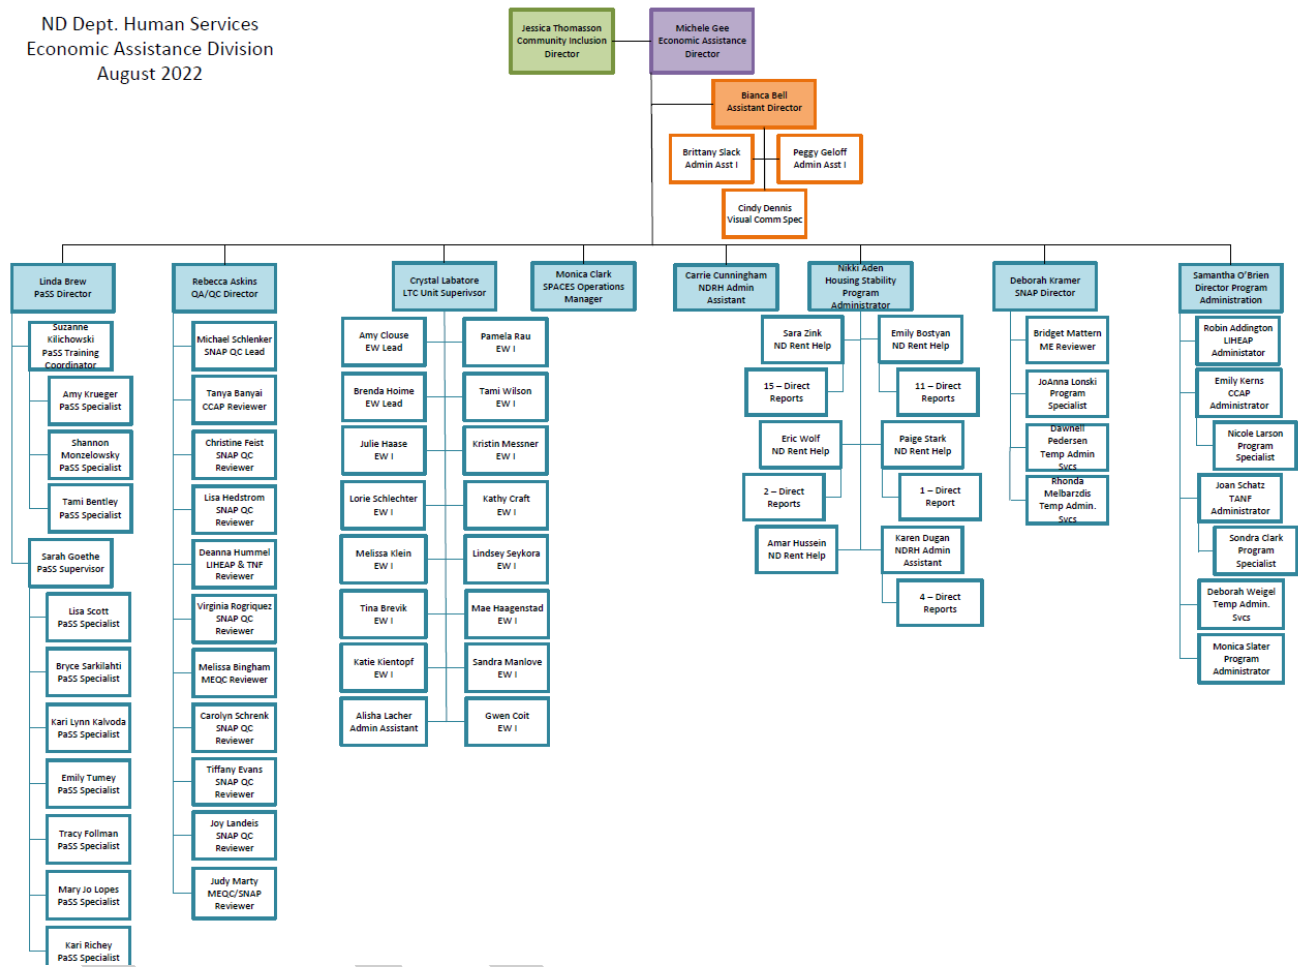 ND Dept. Human Services
Economic Assistance Division
August 2022
Jessica Thomasson
Community Inclusion
Director
Michele Gee
Economic Assistance
Director
Bianca Bell
Assistant Director
Brittany Slack
Admin Asst I
Peggy Geloff
Admin Asst I
Cindy Dennis
Visual Comm Spec
Linda Brew
PaSS Director
Suzanne
Kilichowski
PaSS Training
Coordinator
Amy Krueger
PaSS Specialist
Shannon
Monzelowsky
PaSS Specialist
Tami Bentley
PaSS Specialist
Sarah Goethe
PaSS Supervisor
Lisa Scott
PaSS Specialist
Bryce Sarkilahti
PaSS Specialist
Kari Lynn Kalvoda
PaSS Specialist
Emily Tumey
PaSS Specialist
Tracy Follman
PaSS Specialist
Mary Jo Lopes
PaSS Specialist
Kari Richey
PaSS Specialist
Rebecca Askins
QA/QC Director
Michael Schlenker
SNAP QC Lead
Tanya Banyai
CCAP Reviewer
Christine Feist
SNAP QC
Reviewer
Lisa Hedstrom
SNAP QC
Reviewer
Deanna Hummel
LIHEAP & TNF
Reviewer
Virginia Rogriquez
SNAP QC
Reviewer
Melissa Bingham
MEQC Reviewer
Carolyn Schrenk
SNAP QC
Reviewer
Tiffany Evans
SNAP QC
Reviewer
Joy Landeis
SNAP QC
Reviewer
Judy Marty
MEQC/SNAP
Reviewer
Crystal Labatore
LTC Unit Superivsor
Amy Clouse
EW Lead
Pamela Rau
EW I
Brenda Hoime
EW Lead
Tami Wilson
EW I
Julie Haase
EW I
Kristin Messner
EW I
Lorie Schlechter
EW I
Kathy Craft
EW I
Melissa Klein
EW I
Lindsey Seykora
EW I
Tina Brevik
EW I
Mae Haagenstad
EW I
Katie Kientopf
EW I
Sandra Manlove
EW I
Alisha Lacher
Admin Assistant
Gwen Coit
EW I
Monica Clark
SPACES Operations
Manager
Carrie Cunningham
NDRH Admin
Assistant
Nikki Aden
Housing Stability
Program
Administrator
Sara Zink
ND Rent Help
Emily Bostyan
ND Rent Help
15 – Direct
Reports
11 – Direct
Reports
Eric Wolf
ND Rent Help
Paige Stark
ND Rent Help
2 – Direct
Reports
1 – Direct
Reports
Amar Hussein
ND Rent Help
Karen Dugan
NDRH Admin
Assistant
4 – Direct
Reports
Deborah Kramer
SNAP Director
Bridget Mattern
ME Reviewer
JoAnna Lonski
Program
Specialist
Dawnell
Pedersen
Temp Admin
Svcs
Rhonda
Melbarzdis
Temp Admin.
Svcs
Samantha O'Brien
Director Program
Administration
Robin Addington
LIHEAP
Administator
Emily Kerns
CCAP
Administrator
Nicole Larson
Program
Specialist
Joan Schatz
TANF
Administrator
Sondra Clark
Program
Specialist
Deborah Weigel
Temp Admin.
Svcs
Monica Slater
Program
Administrator